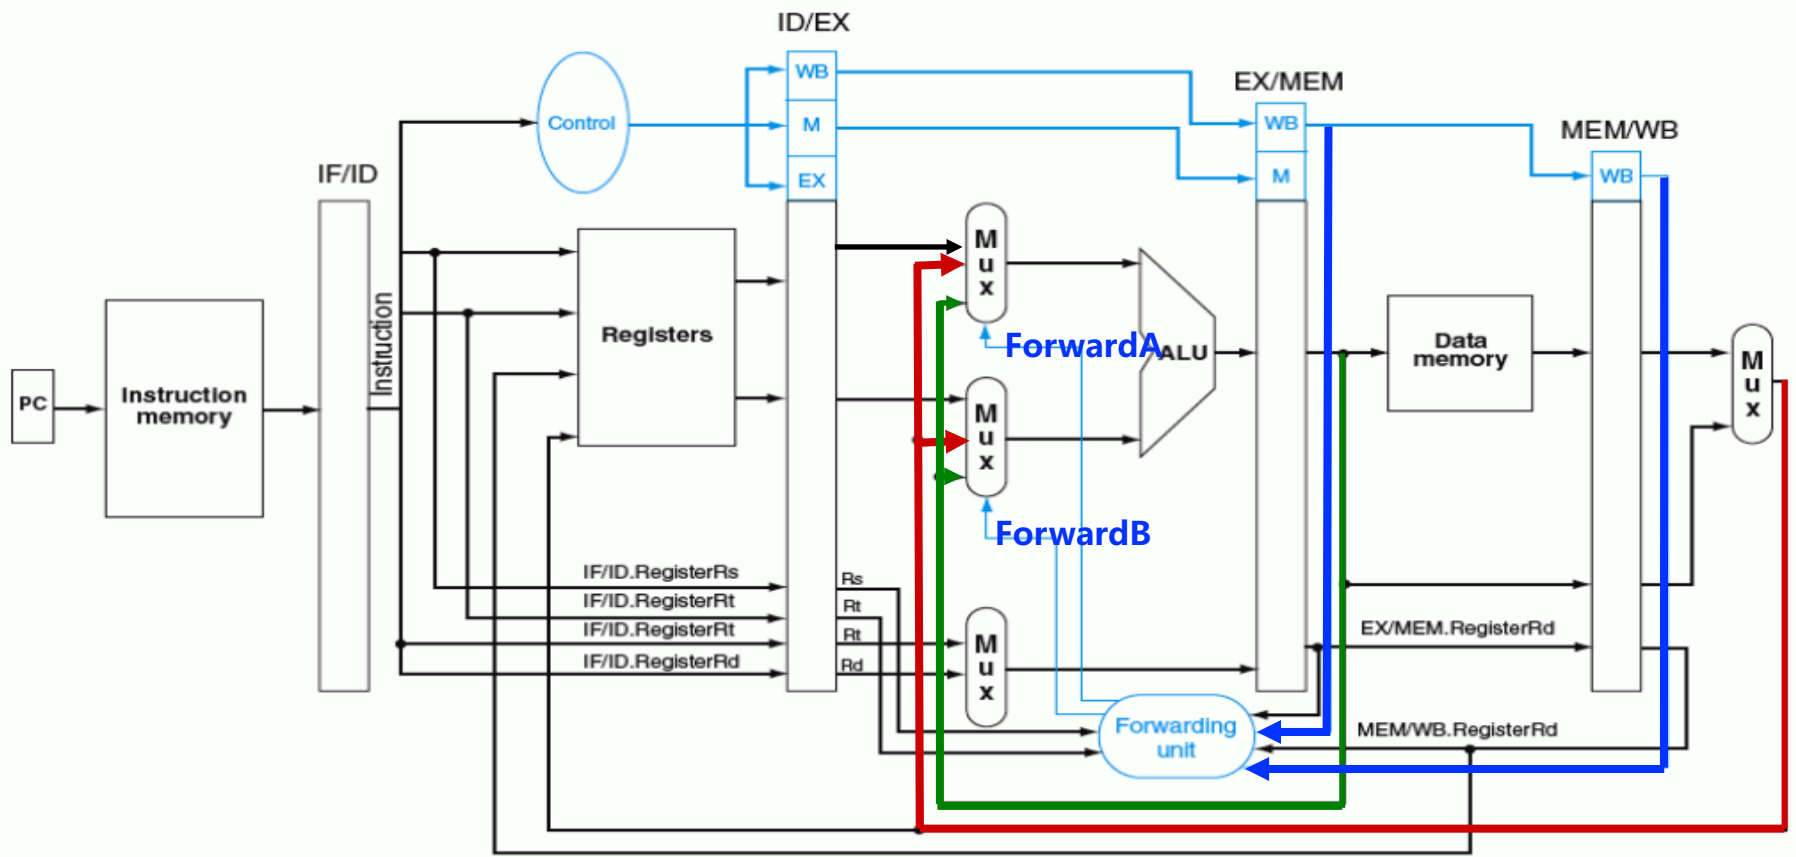 ID/EX
WB
EX/MEM
Control
M
WB
MEM/WB
IF/ID
EX
M
WB
M
u
x
Instruction
Registers
ForwardA
ALU
Data
memory
M
u
x
PC
Instruction
memory
M
u
x
ForwardB
IF/ID.RegisterRs
Rs
IF/ID.RegisterRt
Rt
IF/ID.RegisterRt
Rt
EX/MEM.RegisterRd
IF/ID.RegisterRd
Rd
M
u
x
Forwarding
unit
MEM/WB.RegisterRd